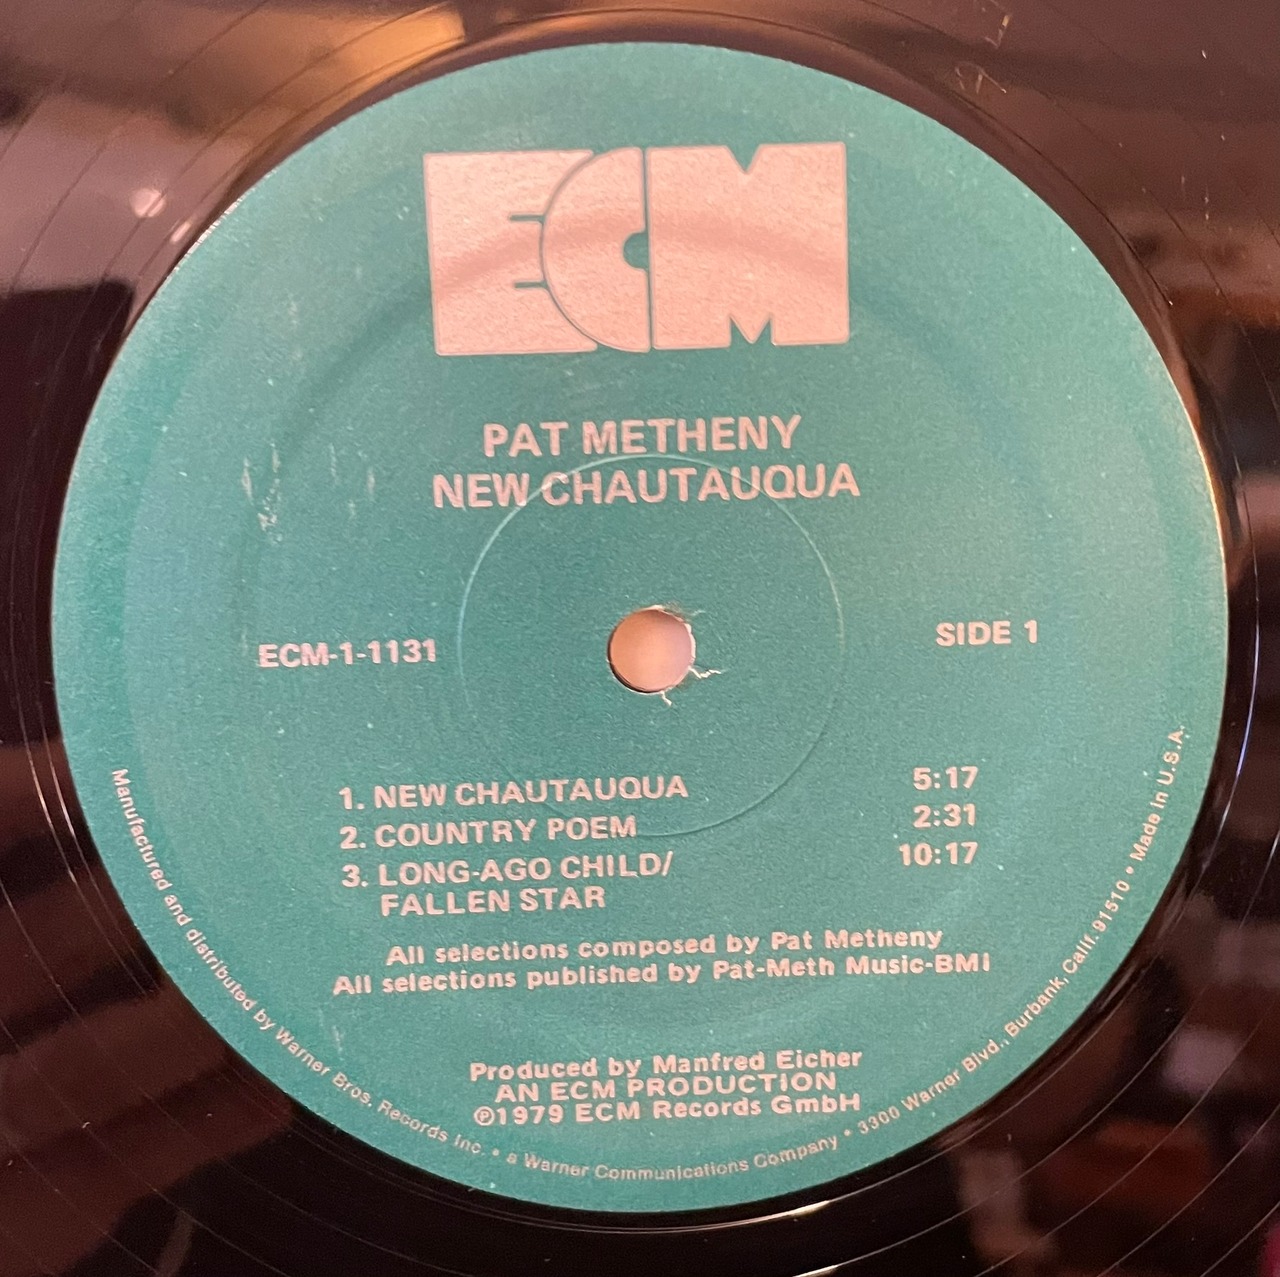 ECM
PAT METHENY
NEW CHAUTAUQUA
ECM-1-1131
SIDE 1
1. NEW CHAUTAUQUA 5:17
2. COUNTRY POEM 2:31
3. LONG-AGO CHILD/ 10:17
FALLEN STAR
All selections composed by Pat Metheny
All selections published by Pat-Meth Music-BMI
Produced by Manfred Eicher
AN ECM PRODUCTION
℗1979 ECM Records GmbH
Manufactured and distributed by Warner Bros. Records Inc. • a Warner Communications Company • 3300 Warner Blvd., Burbank, Calif. 91510 • Made in U.S.A.